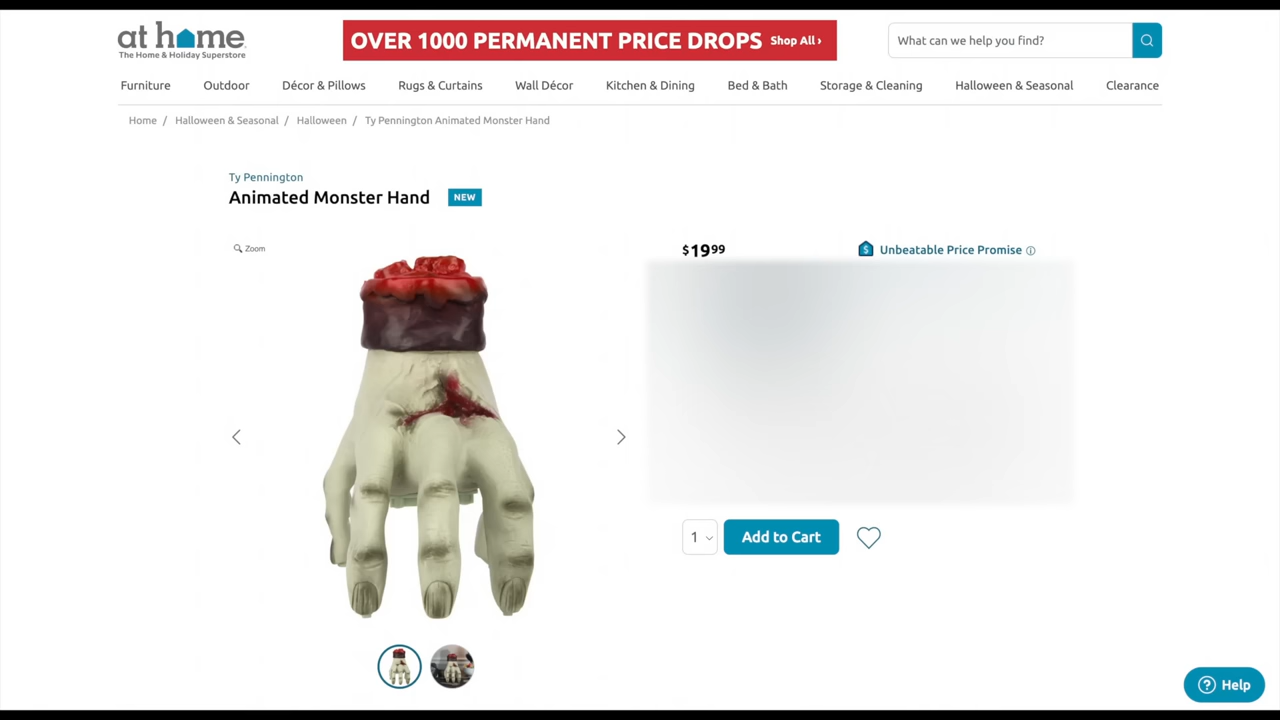 at home
The Home & Holiday Superstore
OVER 1000 PERMANENT PRICE DROPS Shop All ›
What can we help you find?
Furniture Outdoor Décor & Pillows Rugs & Curtains Wall Décor Kitchen & Dining Bed & Bath Storage & Cleaning Halloween & Seasonal Clearance
Home / Halloween & Seasonal / Halloween / Ty Pennington Animated Monster Hand
Ty Pennington
Animated Monster Hand NEW
Zoom
$1999 Unbeatable Price Promise
1 Add to Cart
Help